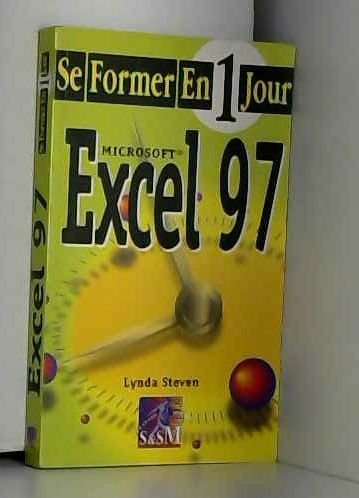 Se Former En 1 Jour
MICROSOFT®
Excel 97
Lynda Steven
S&SM
Excel 97